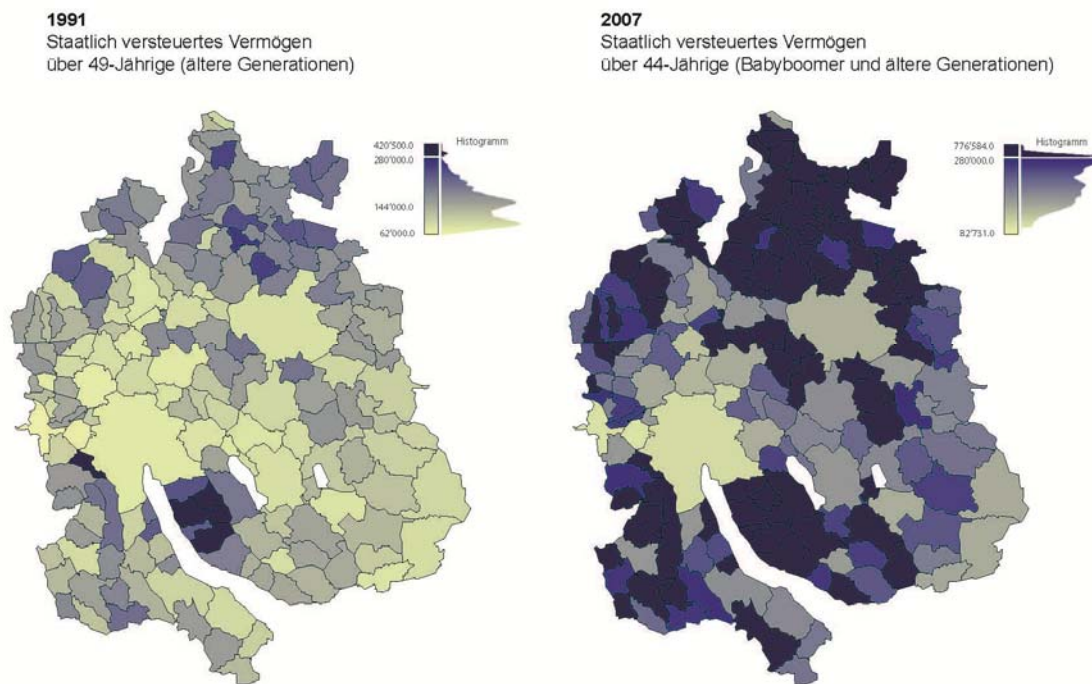 1991
Staatlich versteuertes Vermögen
über 49-Jährige (ältere Generationen)
420'500.0
Histogramm
280'000.0
144'000.0
62'000.0
2007
Staatlich versteuertes Vermögen
über 44-Jährige (Babyboomer und ältere Generationen)
776'584.0
Histogramm
280'000.0
82'731.0